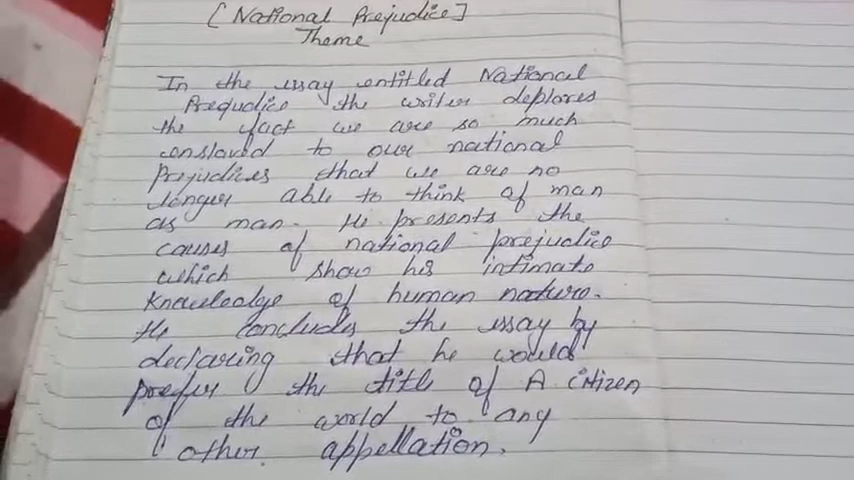 [National Prejudice]
Theme
In the essay entitled National
Prequdice the writer deplores
the fact we are so much
enslaved to our national
Prejudices that we are no
longer able to think of man
as man. He presents the
causes of national prejudice
which show his intimate
knowledge of human nature.
He concludes the essay by
declaring that he would
prefer the title of A citizen
of the world to any
other appellation.